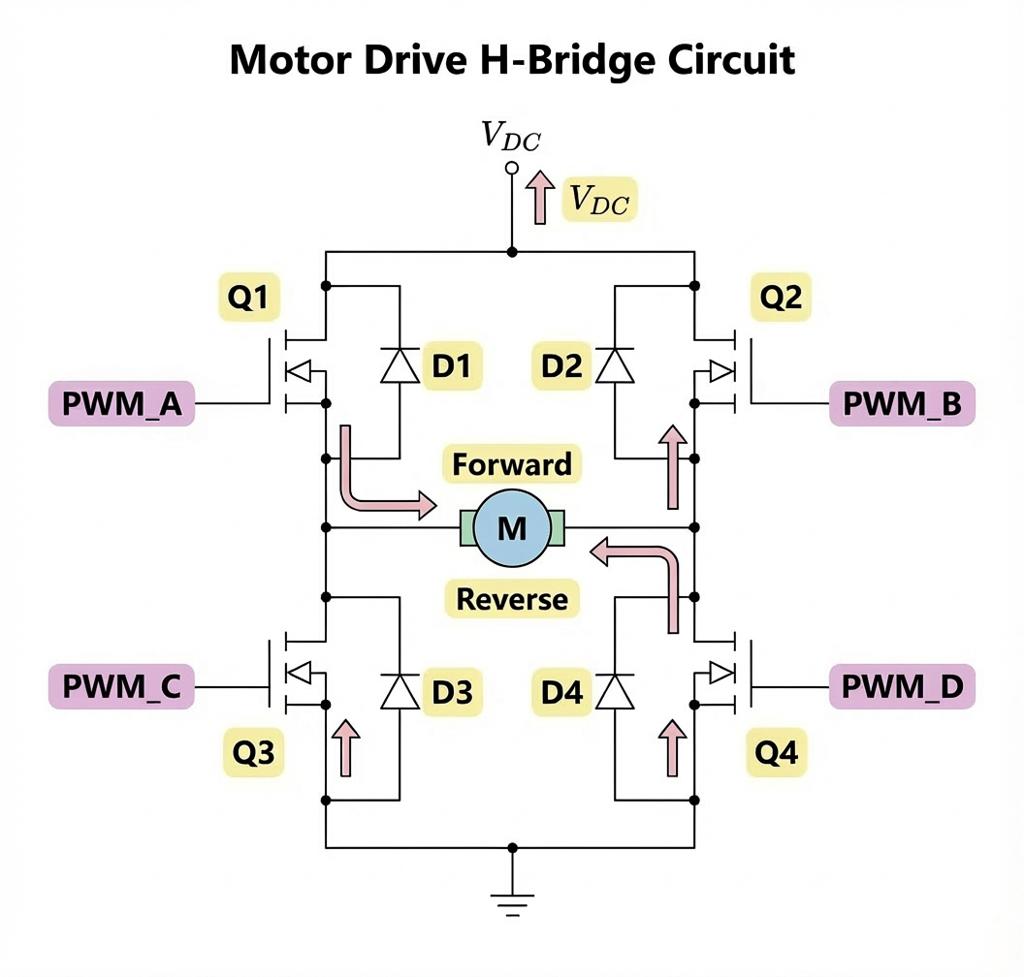 Motor Drive H-Bridge Circuit
V_DC
V_DC
Q1
Q2
D1
D2
PWM_A
PWM_B
Forward
M
Reverse
PWM_C
D3
D4
PWM_D
Q3
Q4